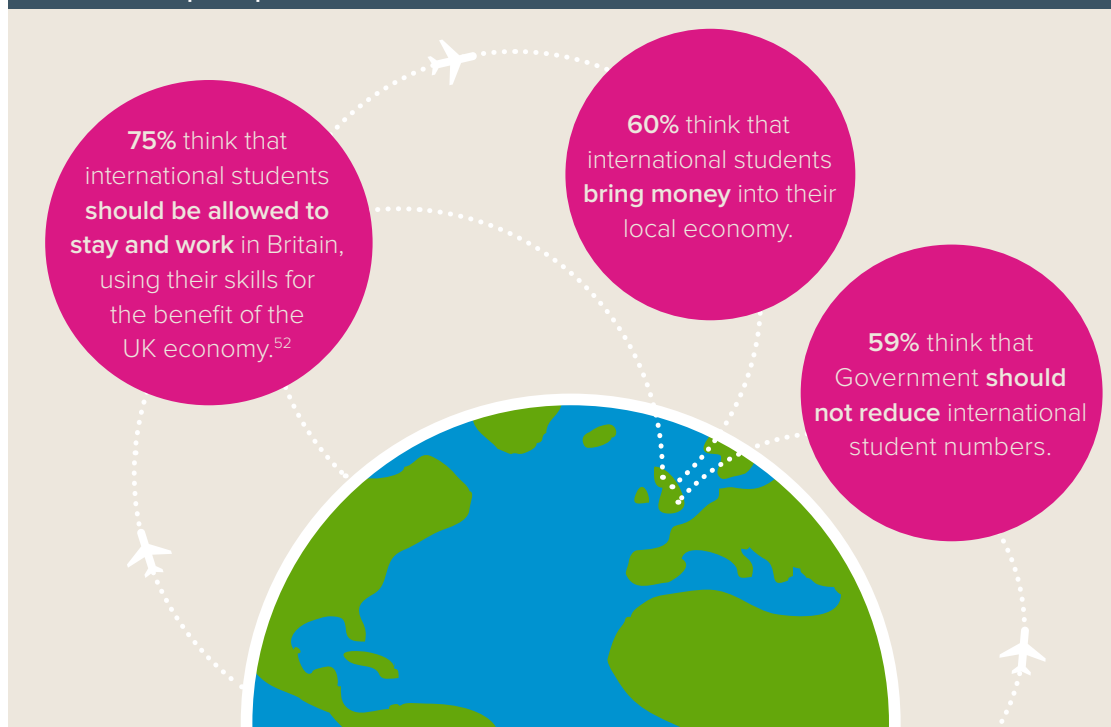 75% think that
international students
should be allowed to
stay and work in Britain,
using their skills for
the benefit of the
UK economy.52
60% think that
international students
bring money into their
local economy.
59% think that
Government should
not reduce international
student numbers.